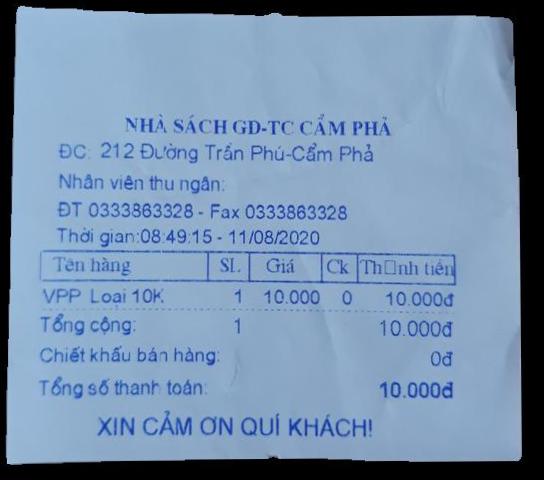 NHÀ SÁCH GD-TC CẨM PHẢ
ĐC: 212 Đường Trần Phú-Cẩm Phả
Nhân viên thu ngân:
ĐT 0333863328 - Fax 0333863328
Thời gian:08:49:15 - 11/08/2020
Tên hàng SL Giá Ck Th□nh tiền
VPP Loại 10K 1 10.000 0 10.000đ
Tổng cộng: 1 10.000đ
Chiết khấu bán hàng: 0đ
Tổng số thanh toán: 10.000đ
XIN CẢM ƠN QUÍ KHÁCH!